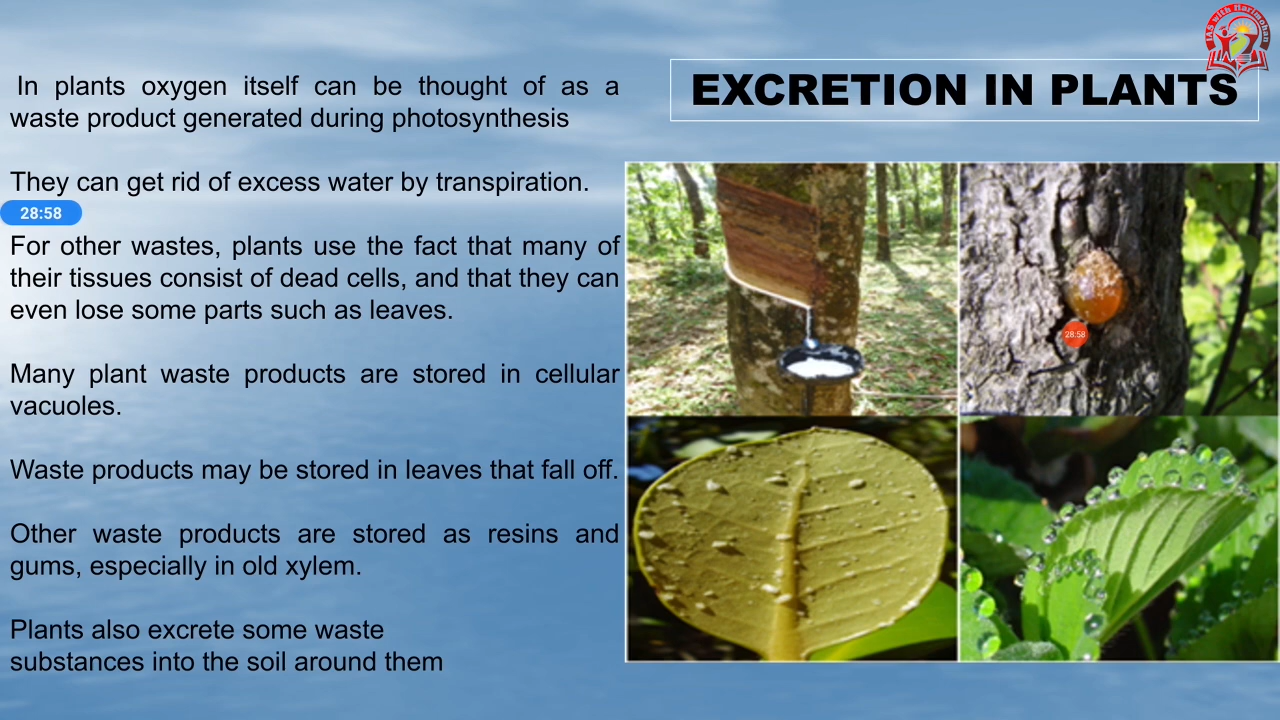 IAS with Harimohan
EXCRETION IN PLANTS
In plants oxygen itself can be thought of as a
waste product generated during photosynthesis
They can get rid of excess water by transpiration.
28:58
For other wastes, plants use the fact that many of
their tissues consist of dead cells, and that they can
even lose some parts such as leaves.
Many plant waste products are stored in cellular
vacuoles.
Waste products may be stored in leaves that fall off.
Other waste products are stored as resins and
gums, especially in old xylem.
Plants also excrete some waste
substances into the soil around them
28:58